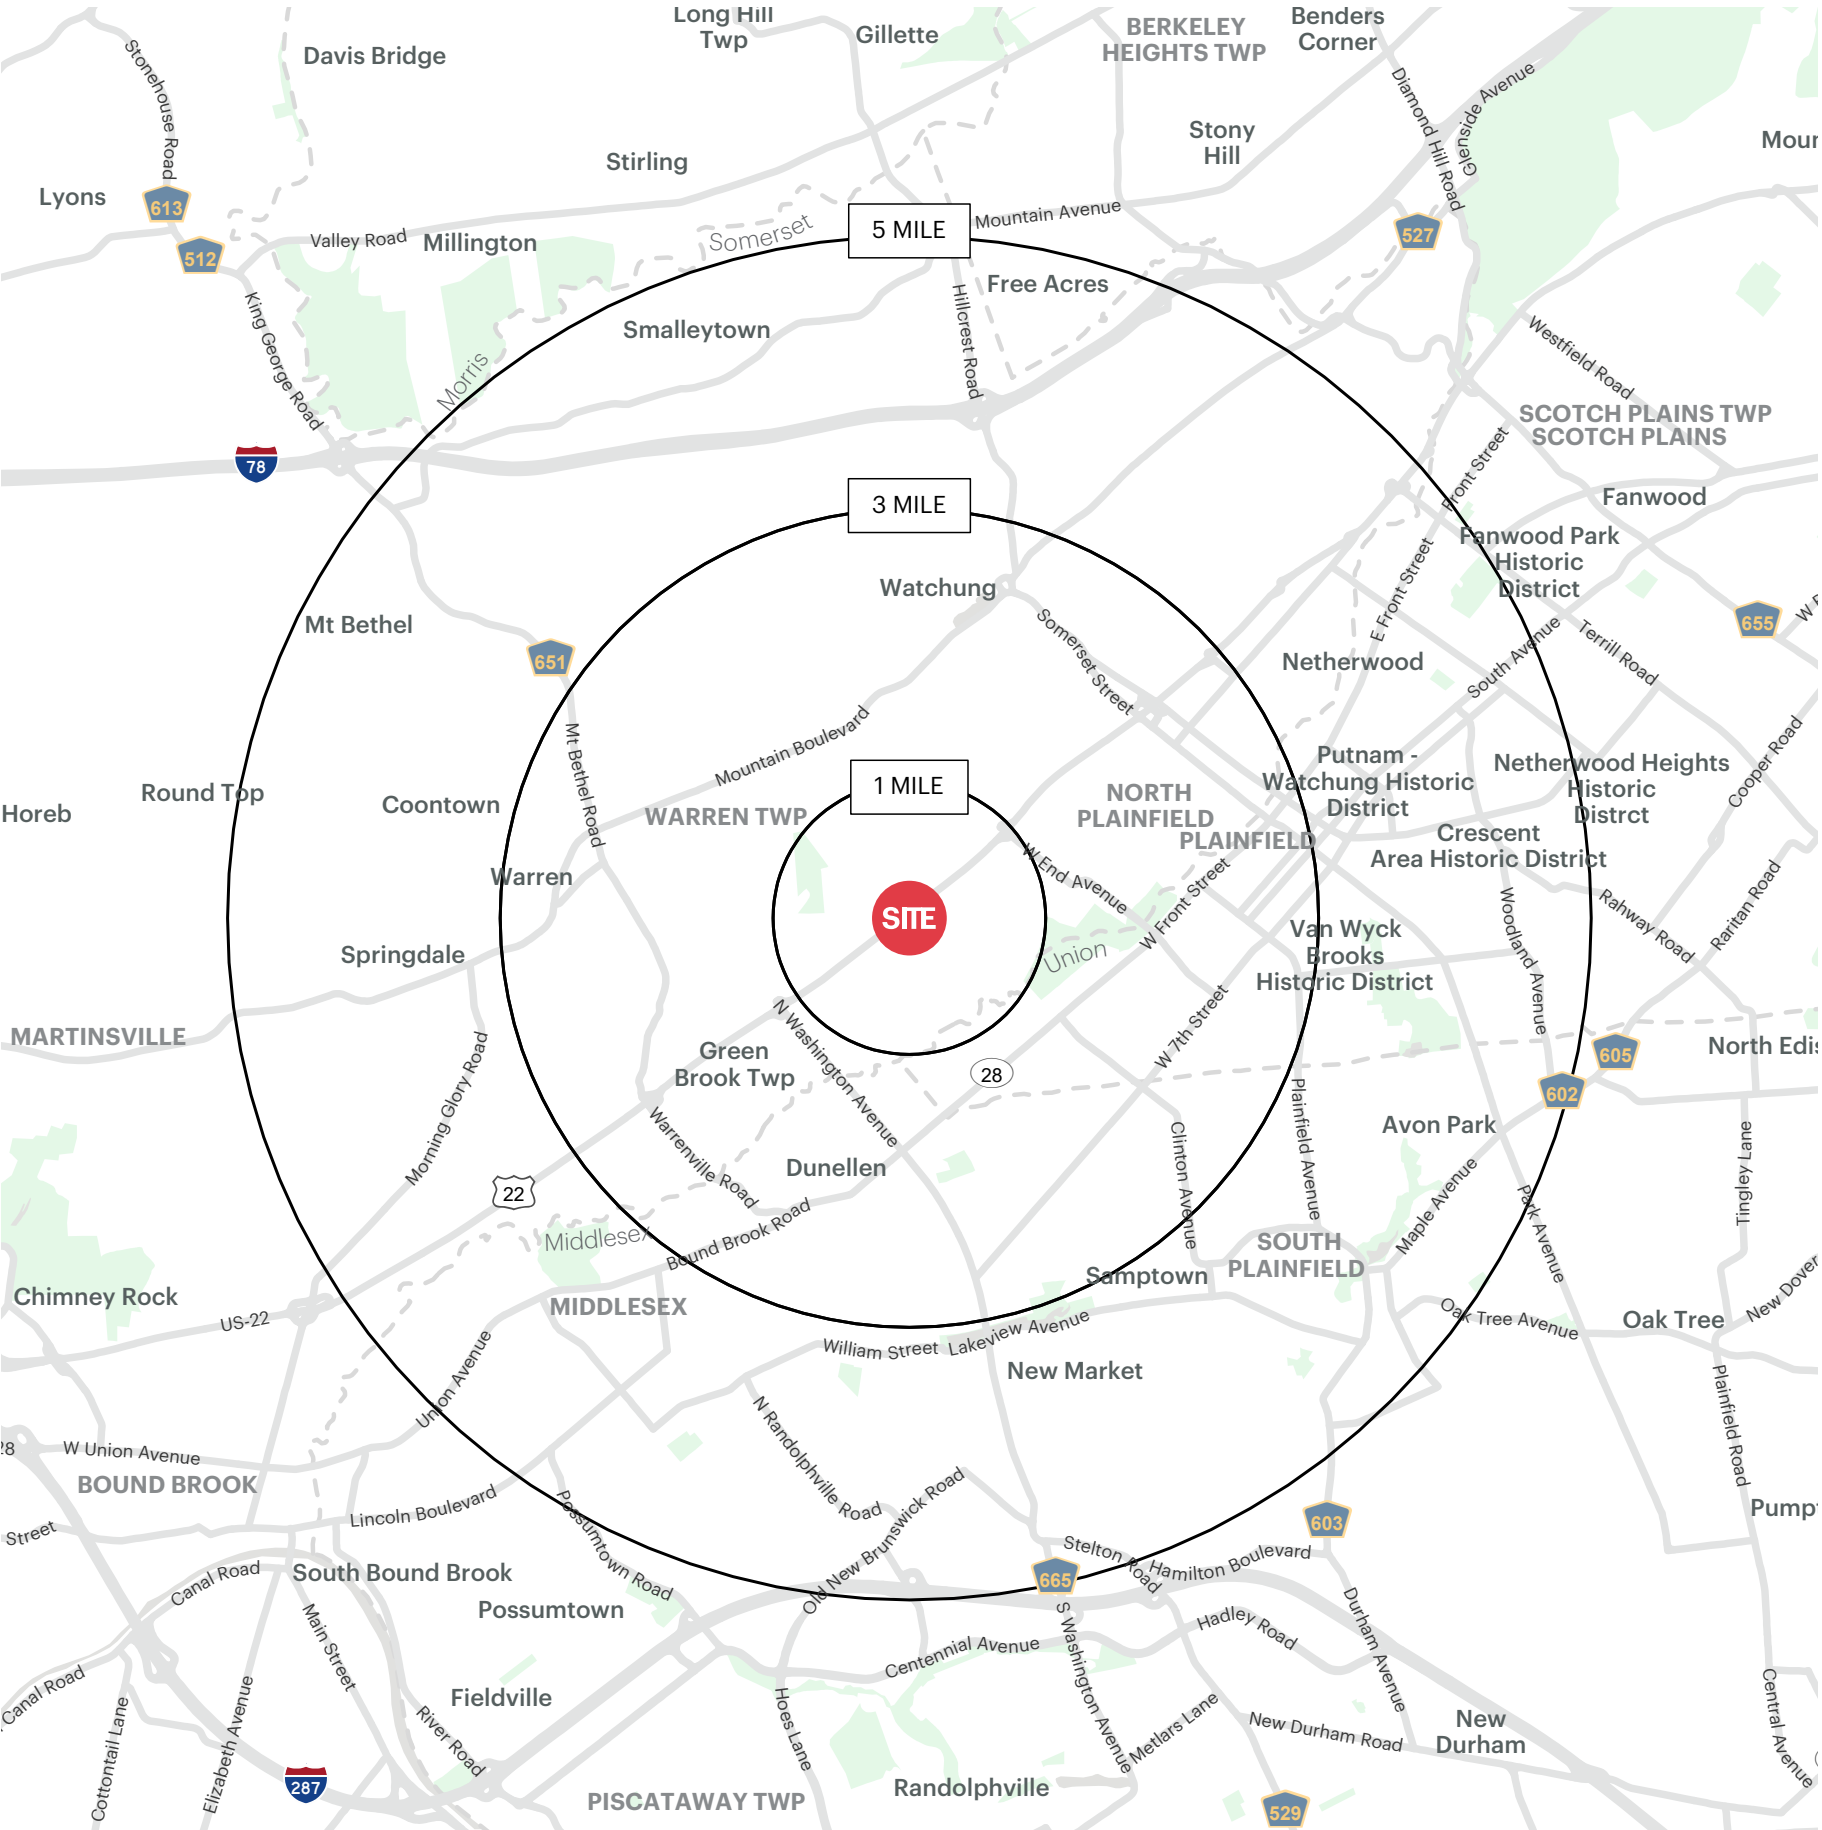 Long Hill
Twp
Gillette
BERKELEY
HEIGHTS TWP
Benders
Corner
Davis Bridge
Stonehouse Road
Diamond Hill Road
Glenside Avenue
Stony
Hill
Stirling
Lyons
613
512
Valley Road
Millington
Somerset
5 MILE
Mountain Avenue
527
Free Acres
Hillcrest Road
Smalleytown
King George Road
Morris
Westfield Road
SCOTCH PLAINS TWP
SCOTCH PLAINS
78
Front Street
Fanwood
3 MILE
Fanwood Park
Historic
District
E Front Street
Watchung
Mt Bethel
651
Somerset Street
Netherwood
South Avenue
Terrill Road
655
Mt Bethel Road
Mountain Boulevard
Putnam -
Watchung Historic
District
Netherwood Heights
Historic
Distrct
Cooper Road
Horeb
Round Top
Coontown
WARREN TWP
1 MILE
NORTH
PLAINFIELD
PLAINFIELD
Crescent
Area Historic District
Warren
W End Avenue
W Front Street
Woodland Avenue
Rahway Road
Raritan Road
SITE
Van Wyck
Brooks
Historic District
Union
Springdale
MARTINSVILLE
N Washington Avenue
W 7th Street
Morning Glory Road
Green
Brook Twp
28
605
602
Plainfield Avenue
Avon Park
Tingley Lane
Warrenville Road
Dunellen
Clinton Avenue
22
Bound Brook Road
Middlesex
Maple Avenue
Park Avenue
SOUTH
PLAINFIELD
Samptown
Chimney Rock
US-22
MIDDLESEX
William Street
Lakeview Avenue
Oak Tree Avenue
Oak Tree
New Dover
New Market
Union Avenue
Plainfield Road
N Randolphville Road
W Union Avenue
BOUND BROOK
Lincoln Boulevard
Possumtown Road
Old New Brunswick Road
603
Street
Stelton Road
Hamilton Boulevard
665
Canal Road
South Bound Brook
Possumtown
Main Street
S Washington Avenue
Hadley Road
Durham Avenue
Centennial Avenue
Canal Road
Cottontail Lane
Elizabeth Avenue
Fieldville
River Road
Hoes Lane
Metlars Lane
New Durham Road
New
Durham
Central Avenue
287
PISCATAWAY TWP
Randolphville
529